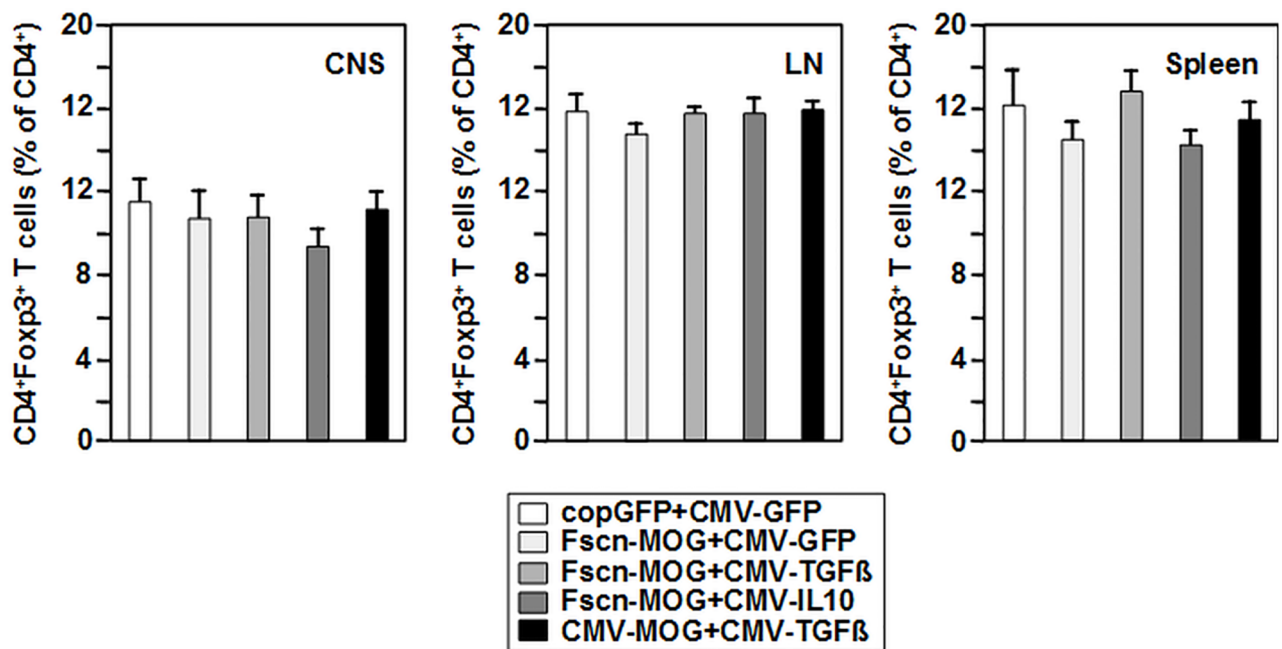 CD4⁺Foxp3⁺ T cells (% of CD4⁺)
20
12
12
8
4
0
CNS
CD4⁺Foxp3⁺ T cells (% of CD4⁺)
20
12
12
8
4
0
LN
CD4⁺Foxp3⁺ T cells (% of CD4⁺)
20
12
12
8
4
0
Spleen
copGFP+CMV-GFP
Fscn-MOG+CMV-GFP
Fscn-MOG+CMV-TGFß
Fscn-MOG+CMV-IL10
CMV-MOG+CMV-TGFß